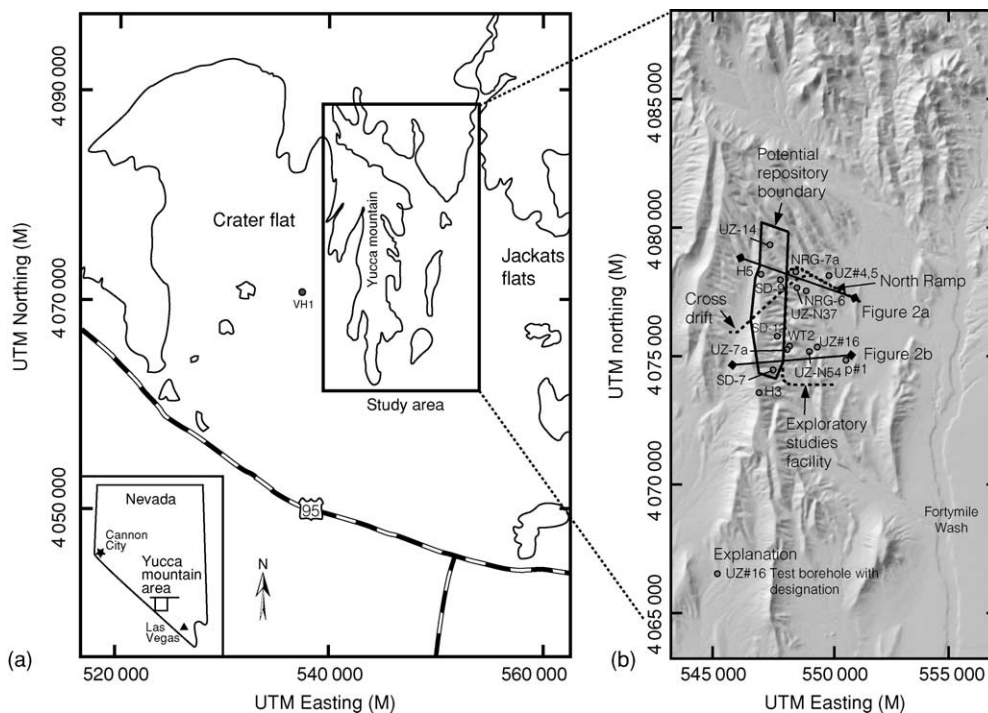 4 090 000
4 070 000
4 050 000
UTM Northing (M)
Crater flat
VH1
Yucca mountain
Jackats
flats
Study area
95
Nevada
Cannon
City
Yucca
mountain
area
Las
Vegas
N
(a)
520 000
540 000
560 000
UTM Easting (M)
4 085 000
4 080 000
4 075 000
4 070 000
4 065 000
UTM northing (M)
Potential
repository
boundary
UZ-14
NRG-7a
UZ#4,5
H5
North Ramp
SD-9
NRG-6
Cross
drift
UZ-N37
Figure 2a
SD-12
WT2
UZ#16
UZ-7a
Figure 2b
UZ-N54
p#1
SD-7
H3
Exploratory
studies
facility
Fortymile
Wash
Explanation
UZ#16 Test borehole with
designation
(b)
545 000
550 000
555 000
UTM Easting (M)